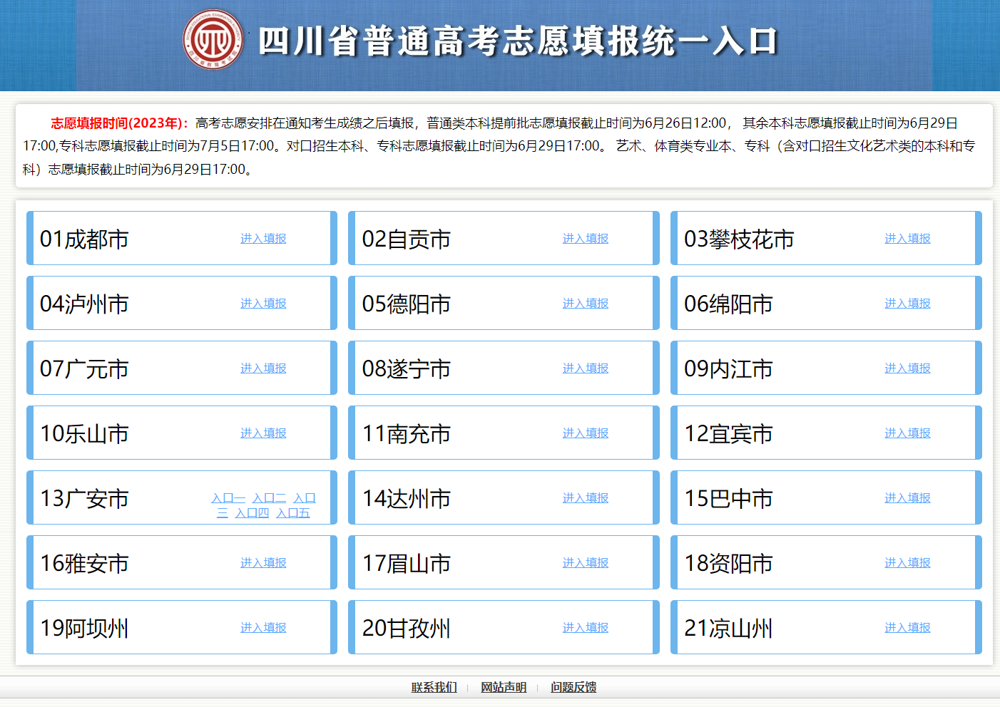 四川省普通高考志愿填报统一入口
志愿填报时间(2023年)：高考志愿安排在通知考生成绩之后填报，普通类本科提前批志愿填报截止时间为6月26日12:00， 其余本科志愿填报截止时间为6月29日
17:00,专科志愿填报截止时间为7月5日17:00。对口招生本科、专科志愿填报截止时间为6月29日17:00。 艺术、体育类专业本、专科（含对口招生文化艺术类的本科和专
科）志愿填报截止时间为6月29日17:00。
01成都市 进入填报 02自贡市 进入填报 03攀枝花市 进入填报
04泸州市 进入填报 05德阳市 进入填报 06绵阳市 进入填报
07广元市 进入填报 08遂宁市 进入填报 09内江市 进入填报
10乐山市 进入填报 11南充市 进入填报 12宜宾市 进入填报
13广安市 入口一 入口二 入口
三 入口四 入口五 14达州市 进入填报 15巴中市 进入填报
16雅安市 进入填报 17眉山市 进入填报 18资阳市 进入填报
19阿坝州 进入填报 20甘孜州 进入填报 21凉山州 进入填报
联系我们 网站声明 问题反馈